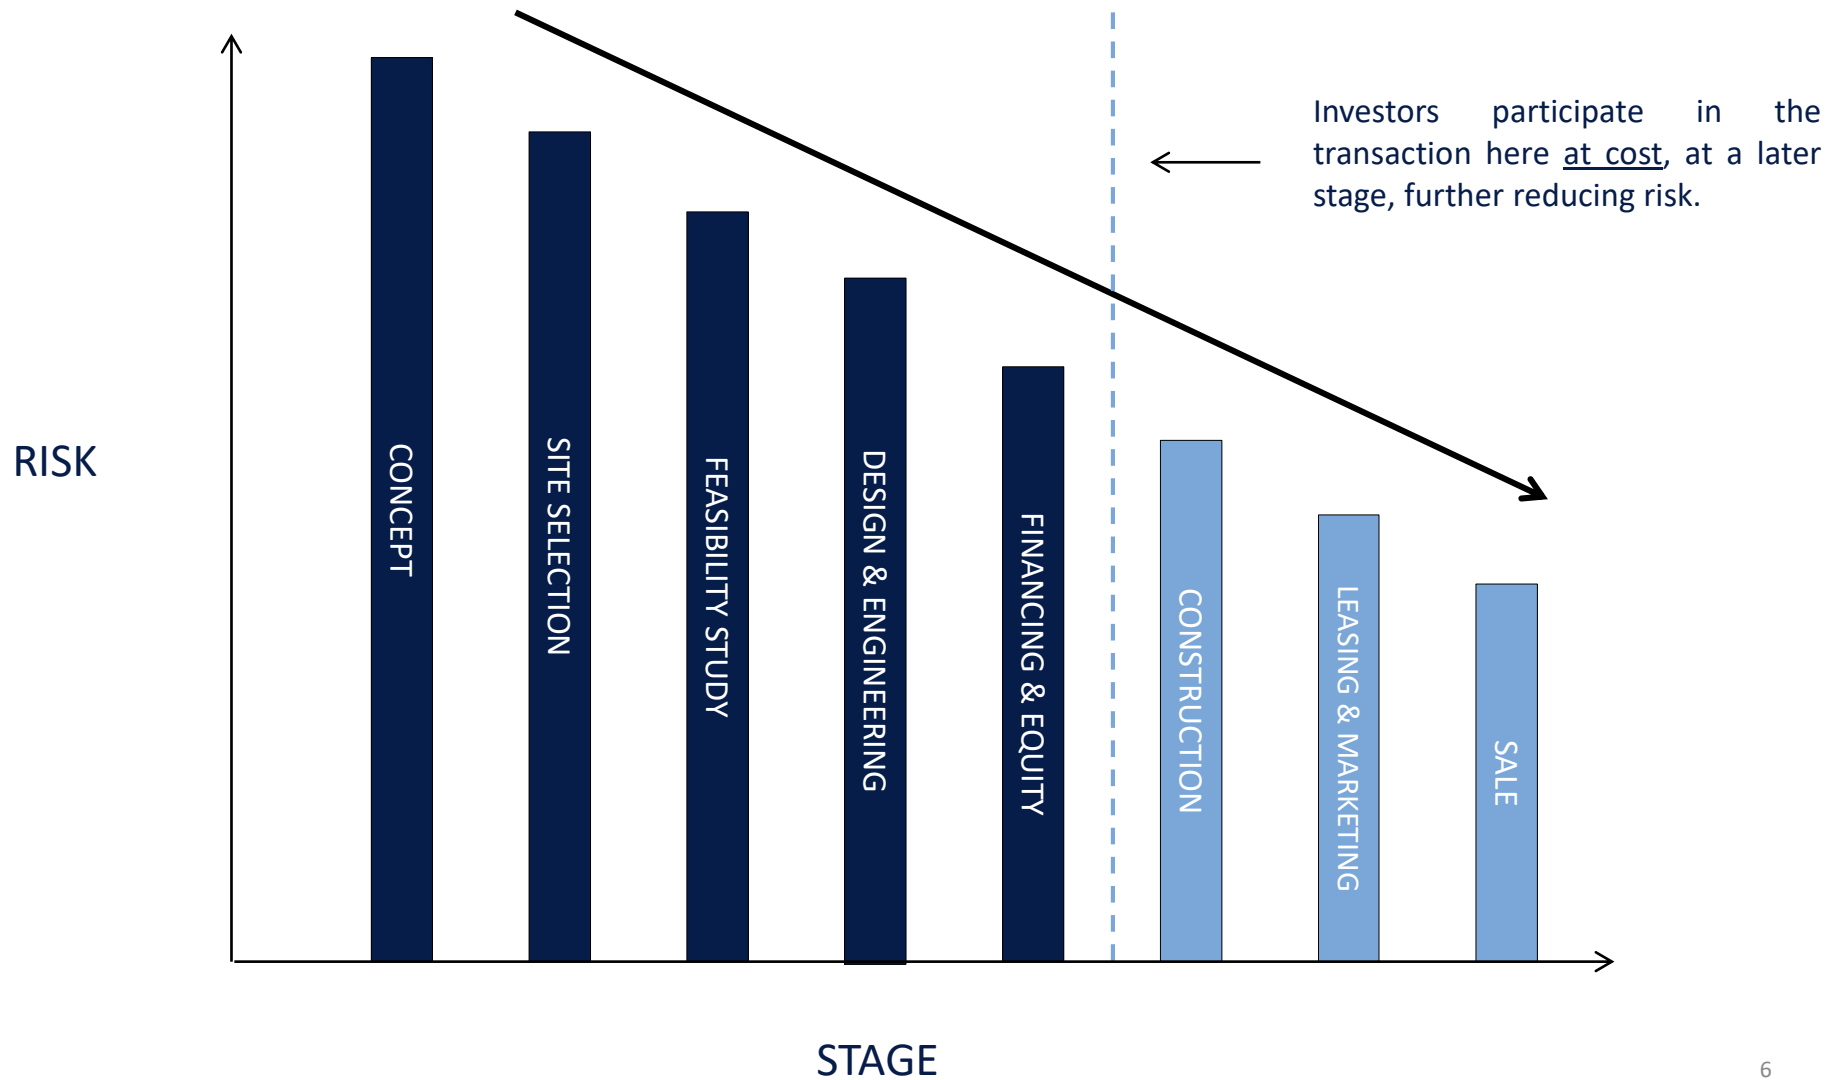 Investors participate in the
transaction here at cost, at a later
stage, further reducing risk.
RISK
CONCEPT
SITE SELECTION
FEASIBILITY STUDY
DESIGN & ENGINEERING
FINANCING & EQUITY
CONSTRUCTION
LEASING & MARKETING
SALE
STAGE
6